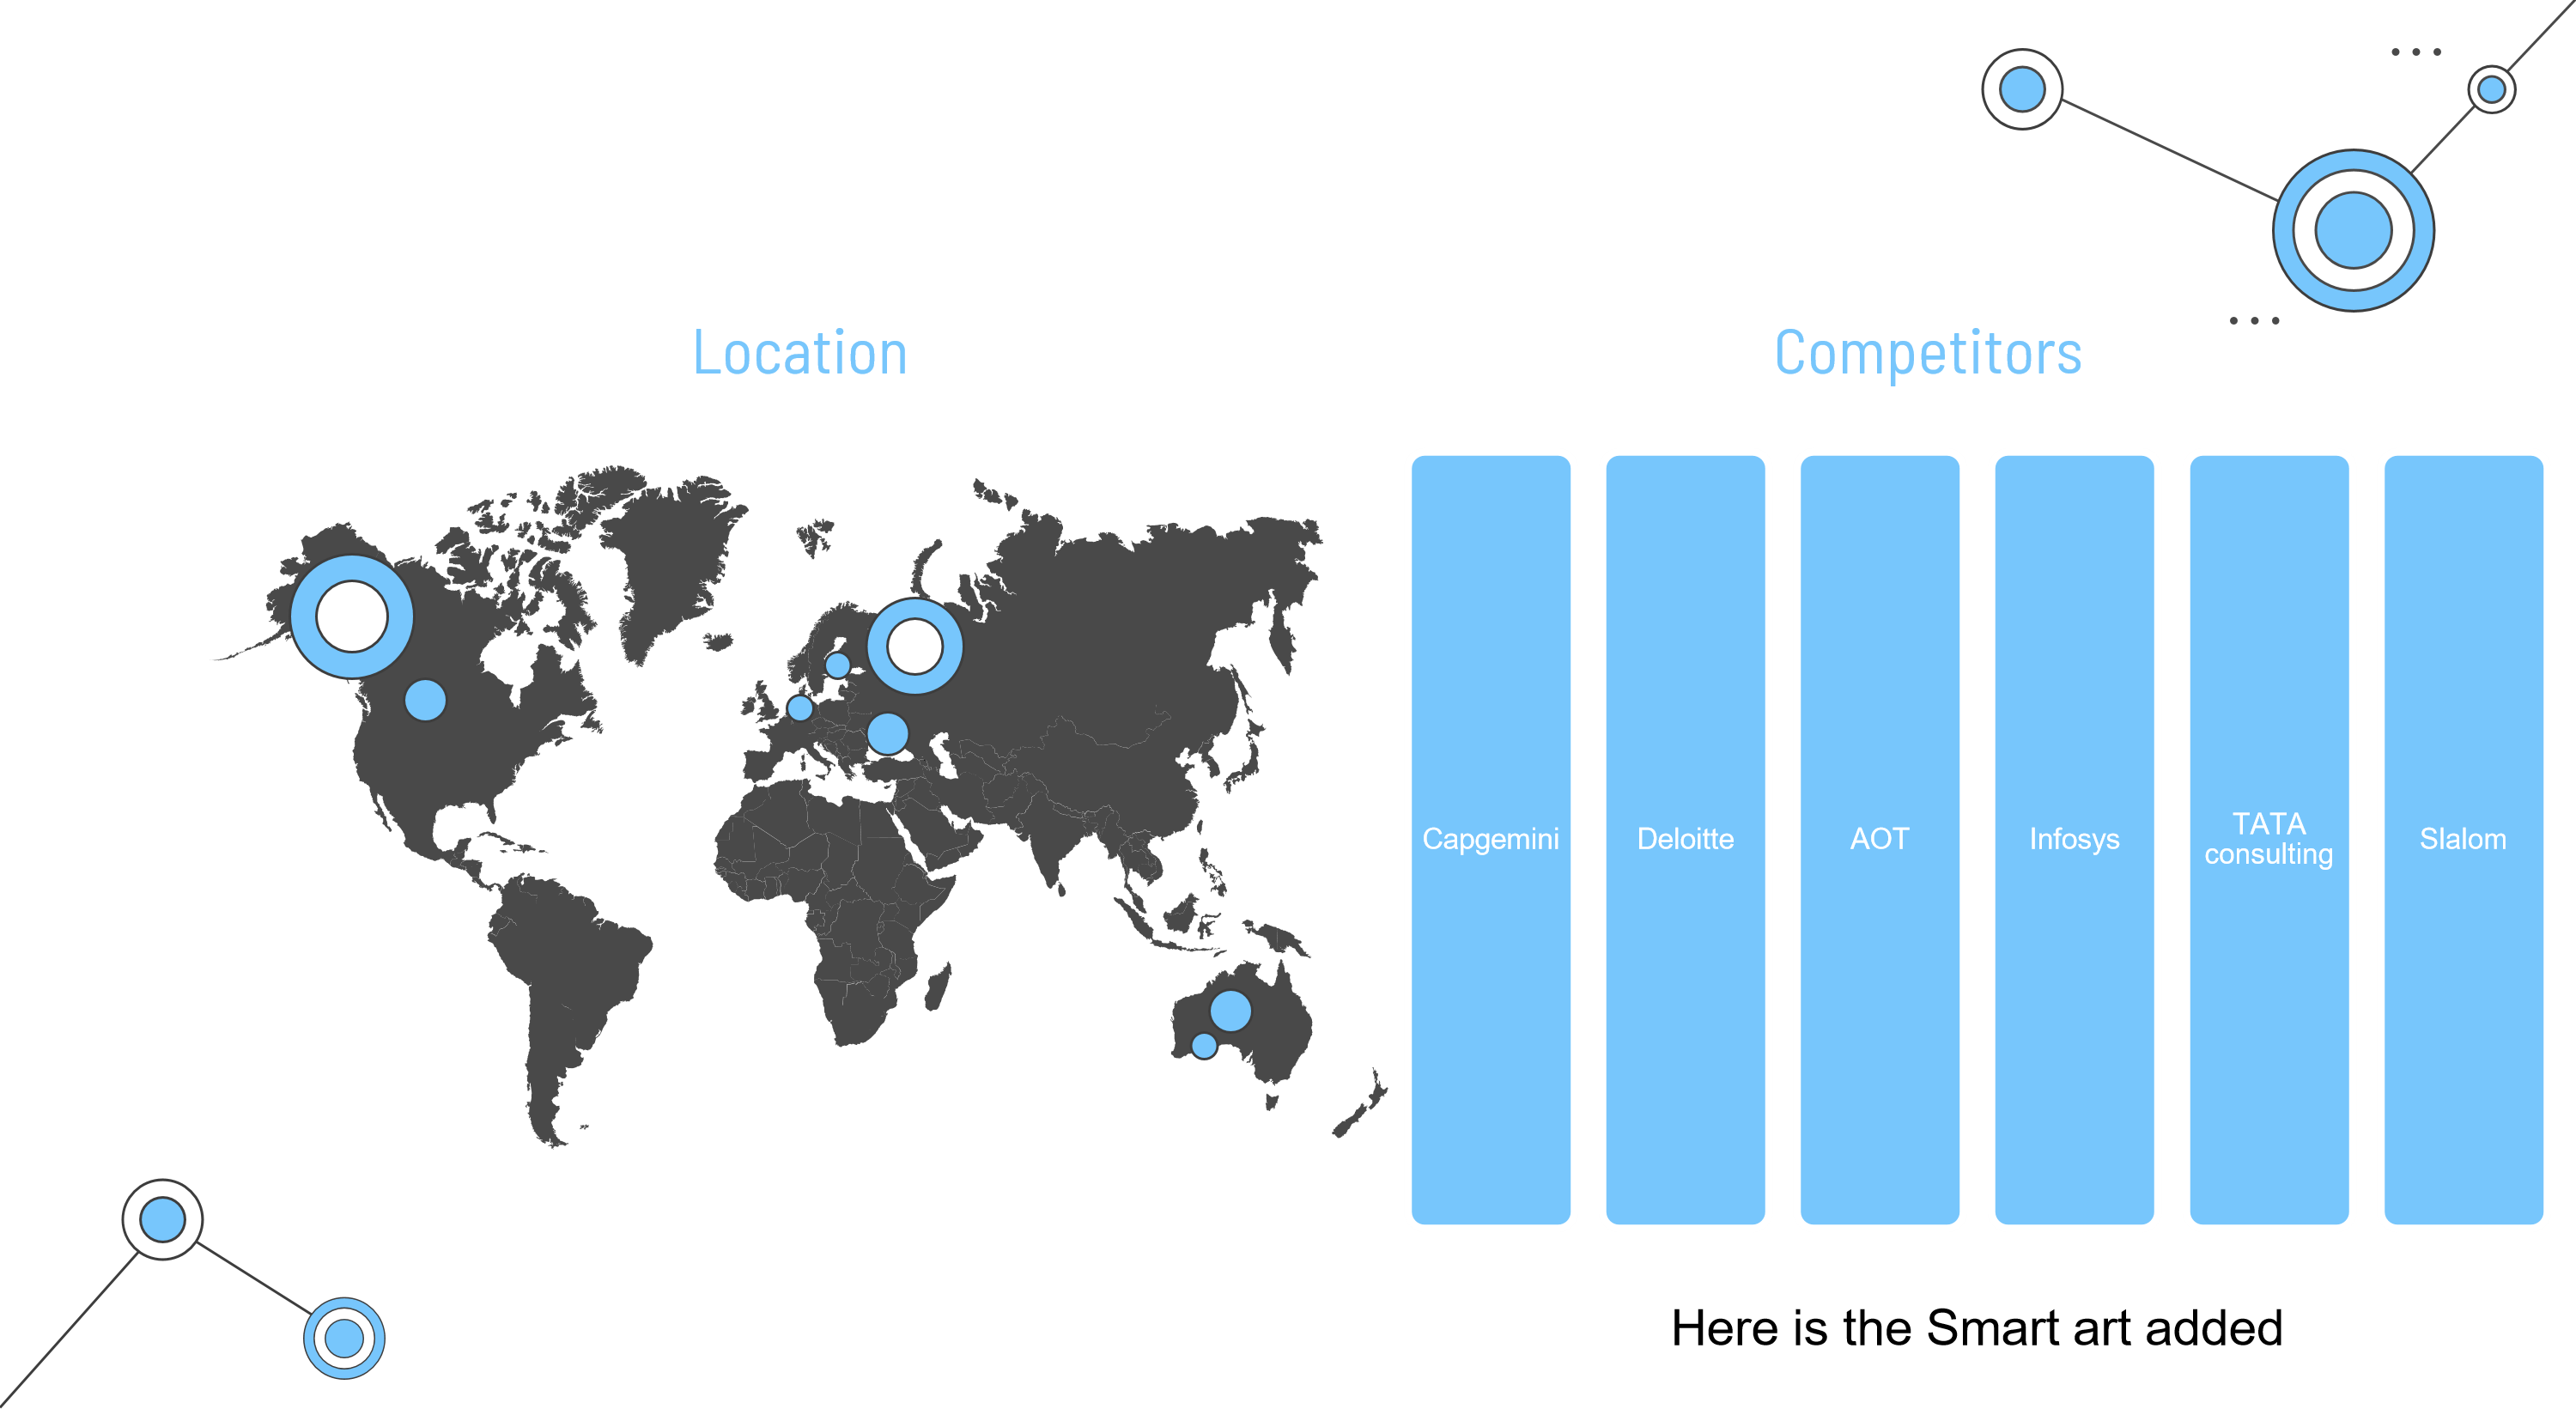 Location
Competitors
Capgemini
Deloitte
AOT
Infosys
TATA
consulting
Slalom
Here is the Smart art added